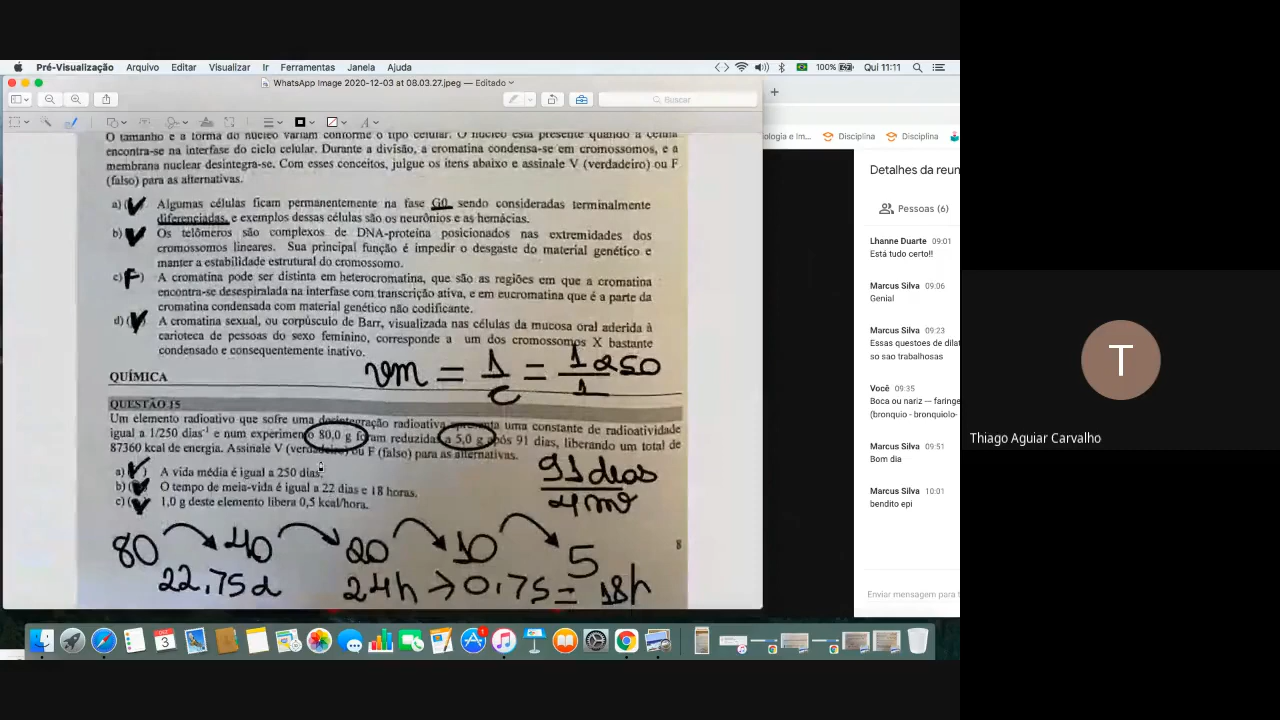 Pré-Visualização Arquivo Editar Visualizar Ir Ferramentas Janela Ajuda 100% Qui 11:11
WhatsApp Image 2020-12-03 at 08.03.27.jpeg — Editado
Buscar
O tamanho e a forma do núcleo variam conforme o tipo celular. O núcleo está presente quando a célula
encontra-se na interfase do ciclo celular. Durante a divisão, a cromatina condensa-se em cromossomos, e a
membrana nuclear desintegra-se. Com esses conceitos, julgue os itens abaixo e assinale V (verdadeiro) ou F
(falso) para as alternativas.
a) (V) Algumas células ficam permanentemente na fase G0 sendo consideradas terminalmente
diferenciadas, e exemplos dessas células são os neurônios e as hemácias.
b) (V) Os telômeros são complexos de DNA-proteína posicionados nas extremidades dos
cromossomos lineares. Sua principal função é impedir o desgaste do material genético e
manter a estabilidade estrutural do cromossomo.
c) (F) A cromatina pode ser distinta em heterocromatina, que são as regiões em que a cromatina
encontra-se desespiralada na interfase com transcrição ativa, e em eucromatina que é a parte da
cromatina condensada com material genético não codificante.
d) (V) A cromatina sexual, ou corpúsculo de Barr, visualizada nas células da mucosa oral aderida à
carioteca de pessoas do sexo feminino, corresponde a um dos cromossomos X bastante
condensado e consequentemente inativo.
vm = 1/C = 1 250/1
QUÍMICA
QUESTÃO 15
Um elemento radioativo que sofre uma desintegração radioativa apresenta uma constante de radioatividade
igual a 1/250 dias⁻¹ e num experimento 80,0 g foram reduzidas a 5,0 g após 91 dias, liberando um total de
87360 kcal de energia. Assinale V (verdadeiro) ou F (falso) para as alternativas.
a) (V) A vida média é igual a 250 dias.
b) (V) O tempo de meia-vida é igual a 22 dias e 18 horas.
c) (V) 1,0 g deste elemento libera 0,5 kcal/hora.
91 dias
4 mv
80 40 20 10 5
8
22,75d 24h → 0,75 = 18h
Disciplina Disciplina
Detalhes da reun
Pessoas (6)
Lhanne Duarte 09:01
Está tudo certo!!
Marcus Silva 09:06
Genial
Marcus Silva 09:23
Essas questoes de dilat
so sao trabalhosas
Você 09:35
Boca ou nariz -– faringe
(bronquio - bronquiolo-
Marcus Silva 09:51
Bom dia
Marcus Silva 10:01
bendito epi
Enviar mensagem para t
T
Thiago Aguiar Carvalho